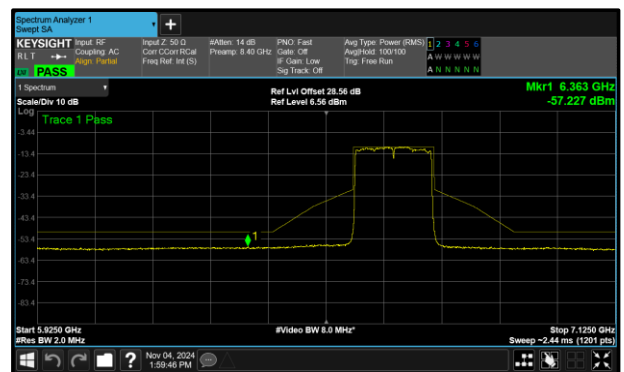 Spectrum Analyzer 1
Swept SA
KEYSIGHT
RLT
PASS
Input: RF
Coupling: AC
Align: Partial
Input Z: 50 Ω
Corr CCorr RCal
Freq Ref: Int (S)
#Atten: 14 dB
Preamp: 8.40 GHz
PNO: Fast
Gate: Off
IF Gain: Low
Sig Track: Off
Avg Type: Power (RMS)
Avg|Hold: 100/100
Trig: Free Run
1 2 3 4 5 6
A W W W W W
A N N N N N
1 Spectrum
Scale/Div 10 dB
Ref Lvl Offset 28.56 dB
Ref Level 6.56 dBm
Mkr1 6.363 GHz
-57.227 dBm
Log
Trace 1 Pass
-3.44
-13.4
-23.4
-33.4
-43.4
-53.4
1
-63.4
-73.4
-83.4
Start 5.9250 GHz
#Res BW 2.0 MHz
#Video BW 8.0 MHz*
Stop 7.1250 GHz
Sweep ~2.44 ms (1201 pts)
?
Nov 04, 2024
1:59:46 PM